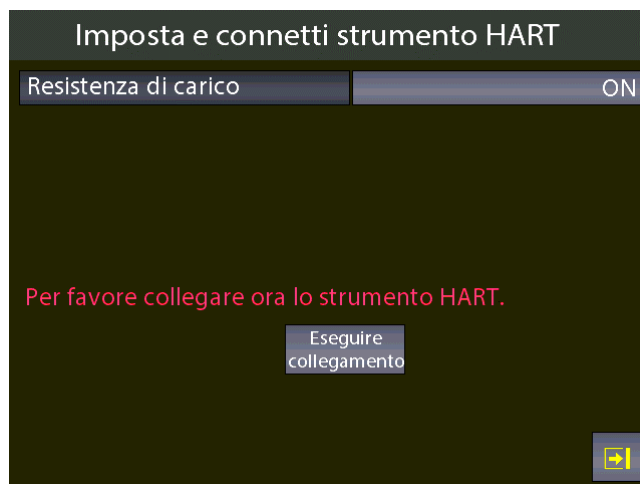 Imposta e connetti strumento HART
Resistenza di carico
ON
Per favore collegare ora lo strumento HART.
Eseguire
collegamento